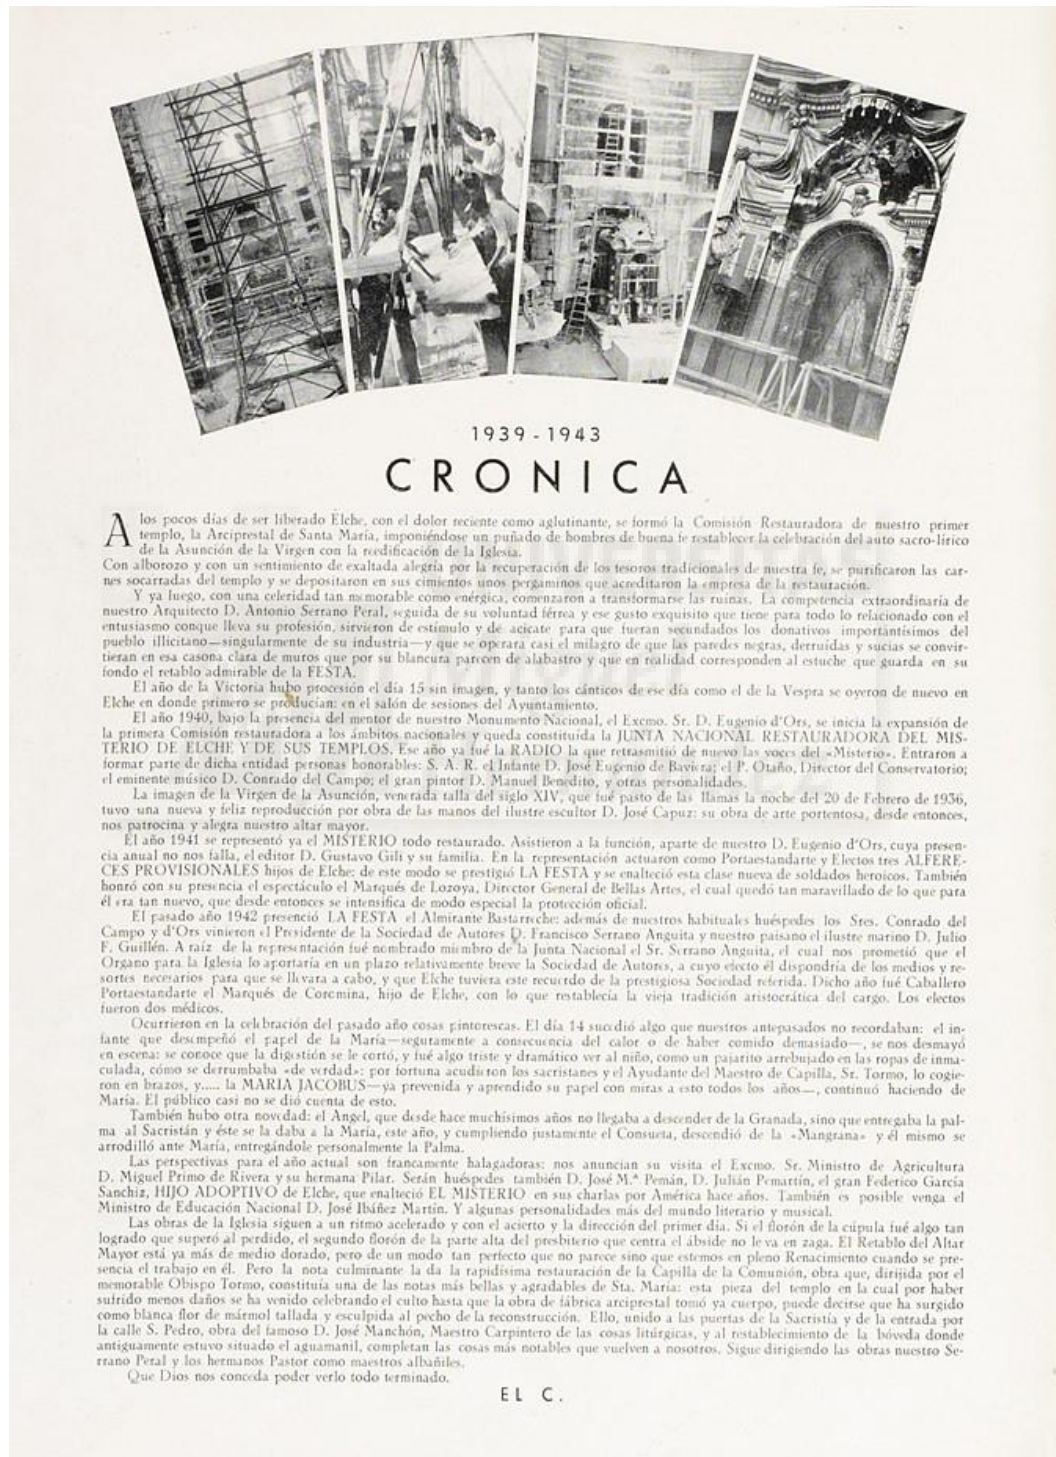 1939 - 1943
CRONICA
A los pocos días de ser liberado Elche, con el dolor reciente como aglutinante, se formó la Comisión Restauradora de nuestro primer
templo, la Arciprestal de Santa María, imponiéndose un puñado de hombres de buena fe restablecer la celebración del auto sacro-lírico
de la Asunción de la Virgen con la reedificación de la Iglesia.
Con alborozo y con un sentimiento de exaltada alegría por la recuperación de los tesoros tradicionales de nuestra fe, se purificaron las car-
nes socarradas del templo y se depositaron en sus cimientos unos pergaminos que acreditaron la empresa de la restauración.
Y ya luego, con una celeridad tan memorable como enérgica, comenzaron a transformarse las ruinas. La competencia extraordinaria de
nuestro Arquitecto D. Antonio Serrano Peral, seguida de su voluntad férrea y ese gusto exquisito que tiene para todo lo relacionado con el
entusiasmo conque lleva su profesión, sirvieron de estímulo y de acicate para que fueran secundados los donativos importantísimos del
pueblo illicitano—singularmente de su industria—y que se operara casi el milagro de que las paredes negras, derruidas y sucias se convir-
tieran en esa casona clara de muros que por su blancura parecen de alabastro y que en realidad corresponden al estuche que guarda en su
fondo el retablo admirable de la FESTA.
El año de la Victoria hubo procesión el día 15 sin imagen, y tanto los cánticos de ese día como el de la Vespra se oyeron de nuevo en
Elche en donde primero se producían: en el salón de sesiones del Ayuntamiento.
El año 1940, bajo la presencia del mentor de nuestro Monumento Nacional, el Excmo. Sr. D. Eugenio d'Ors, se inicia la expansión de
la primera Comisión restauradora a los ámbitos nacionales y queda constituída la JUNTA NACIONAL RESTAURADORA DEL MIS-
TERIO DE ELCHE Y DE SUS TEMPLOS. Ese año ya fué la RADIO la que retrasmitió de nuevo las voces del «Misterio». Entraron a
formar parte de dicha entidad personas honorables: S. A. R. el Infante D. José Eugenio de Baviera; el P. Otaño, Director del Conservatorio;
el eminente músico D. Conrado del Campo; el gran pintor D. Manuel Benedito, y otras personalidades.
La imagen de la Virgen de la Asunción, venerada talla del siglo XIV, que fué pasto de las llamas la noche del 20 de Febrero de 1936,
tuvo una nueva y feliz reproducción por obra de las manos del ilustre escultor D. José Capuz: su obra de arte portentosa, desde entonces,
nos patrocina y alegra nuestro altar mayor.
El año 1941 se representó ya el MISTERIO todo restaurado. Asistieron a la función, aparte de nuestro D. Eugenio d'Ors, cuya presen-
cia anual no nos falla, el editor D. Gustavo Gili y su familia. En la representación actuaron como Portaestandarte y Electos tres ALFERE-
CES PROVISIONALES hijos de Elche: de este modo se prestigió LA FESTA y se enalteció esta clase nueva de soldados heroicos. También
honró con su presencia el espectáculo el Marqués de Lozoya, Director General de Bellas Artes, el cual quedó tan maravillado de lo que para
él era tan nuevo, que desde entonces se intensifica de modo especial la protección oficial.
El pasado año 1942 presenció LA FESTA el Almirante Bastarreche: además de nuestros habituales huéspedes los Sres. Conrado del
Campo y d'Ors vinieron el Presidente de la Sociedad de Autores D. Francisco Serrano Anguita y nuestro paisano el ilustre marino D. Julio
F. Guillén. A raíz de la representación fué nombrado miembro de la Junta Nacional el Sr. Serrano Anguita, el cual nos prometió que el
Organo para la Iglesia lo aportaría en un plazo relativamente breve la Sociedad de Autores, a cuyo efecto él dispondría de los medios y re-
sortes necesarios para que se llevara a cabo, y que Elche tuviera este recuerdo de la prestigiosa Sociedad referida. Dicho año fué Caballero
Portaestandarte el Marqués de Coromina, hijo de Elche, con lo que restablecía la vieja tradición aristocrática del cargo. Los electos
fueron dos médicos.
Ocurrieron en la celebración del pasado año cosas pintorescas. El día 14 sucedió algo que nuestros antepasados no recordaban: el in-
fante que desempeñó el papel de la María—seguramente a consecuencia del calor o de haber comido demasiado—, se nos desmayó
en escena: se conoce que la digestión se le cortó, y fué algo triste y dramático ver al niño, como un pajarito arrebujado en las ropas de inma-
culada, cómo se derrumbaba «de verdad»: por fortuna acudieron los sacristanes y el Ayudante del Maestro de Capilla, Sr. Tormo, lo cogie-
ron en brazos, y..... la MARIA JACOBUS—ya prevenida y aprendido su papel con miras a esto todos los años—, continuó haciendo de
María. El público casi no se dió cuenta de esto.
También hubo otra novedad: el Angel, que desde hace muchísimos años no llegaba a descender de la Granada, sino que entregaba la pal-
ma al Sacristán y éste se la daba a la María, este año, y cumpliendo justamente el Consueta, descendió de la «Mangrana» y él mismo se
arrodilló ante María, entregándole personalmente la Palma.
Las perspectivas para el año actual son francamente halagadoras: nos anuncian su visita el Excmo. Sr. Ministro de Agricultura
D. Miguel Primo de Rivera y su hermana Pilar. Serán huéspedes también D. José M.ª Pemán, D. Julián Pemartín, el gran Federico García
Sanchiz, HIJO ADOPTIVO de Elche, que enalteció EL MISTERIO en sus charlas por América hace años. También es posible venga el
Ministro de Educación Nacional D. José Ibáñez Martín. Y algunas personalidades más del mundo literario y musical.
Las obras de la Iglesia siguen a un ritmo acelerado y con el acierto y la dirección del primer día. Si el florón de la cúpula fué algo tan
logrado que superó al perdido, el segundo florón de la parte alta del presbiterio que centra el ábside no le va en zaga. El Retablo del Altar
Mayor está ya más de medio dorado, pero de un modo tan perfecto que no parece sino que estemos en pleno Renacimiento cuando se pre-
sencia el trabajo en él. Pero la nota culminante la da la rapidísima restauración de la Capilla de la Comunión, obra que, dirijida por el
memorable Obispo Tormo, constituía una de las notas más bellas y agradables de Sta. María: esta pieza del templo en la cual por haber
sufrido menos daños se ha venido celebrando el culto hasta que la obra de fábrica arciprestal tomó ya cuerpo, puede decirse que ha surgido
como blanca flor de mármol tallada y esculpida al pecho de la reconstrucción. Ello, unido a las puertas de la Sacristía y de la entrada por
la calle S. Pedro, obra del famoso D. José Manchón, Maestro Carpintero de las cosas litúrgicas, y al restablecimiento de la bóveda donde
antiguamente estuvo situado el aguamanil, completan las cosas más notables que vuelven a nosotros. Sigue dirigiendo las obras nuestro Se-
rrano Peral y los hermanos Pastor como maestros albañiles.
Que Dios nos conceda poder verlo todo terminado.
EL C.